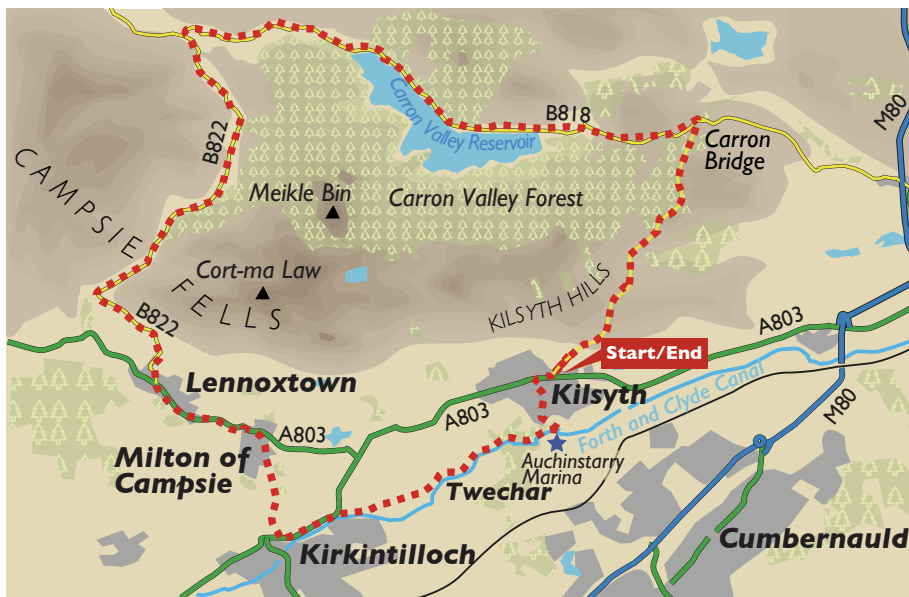 M80
B822
Carron Valley Reservoir
B818
Carron
Bridge
CAMPSIE
FELLS
Meikle Bin
Carron Valley Forest
Cort-ma Law
KILSYTH HILLS
B822
A803
Start/End
Lennoxtown
Kilsyth
Forth and Clyde Canal
M80
A803
A803
Milton of
Campsie
Auchinstarry
Marina
Twechar
Kirkintilloch
Cumbernauld